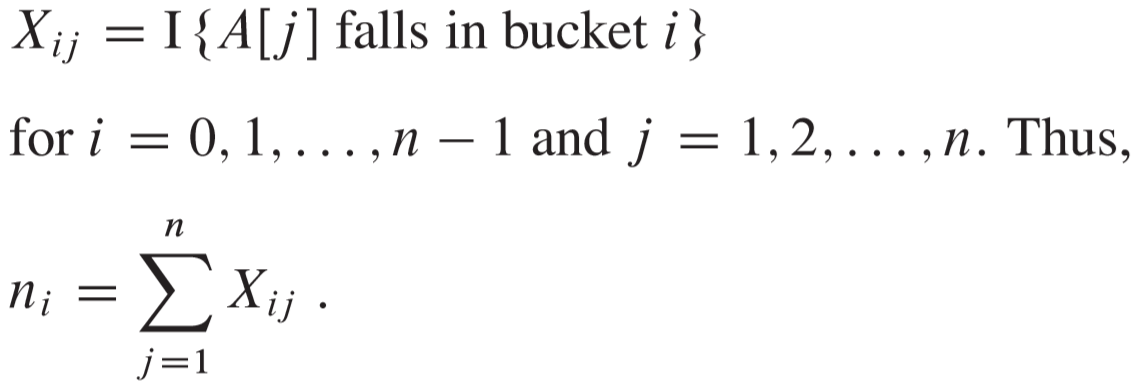 X_{ij} = I{A[j] falls in bucket i}
for i = 0, 1, . . . , n − 1 and j = 1, 2, . . . , n. Thus,
n_i = \sum_{j=1}^{n} X_{ij} .